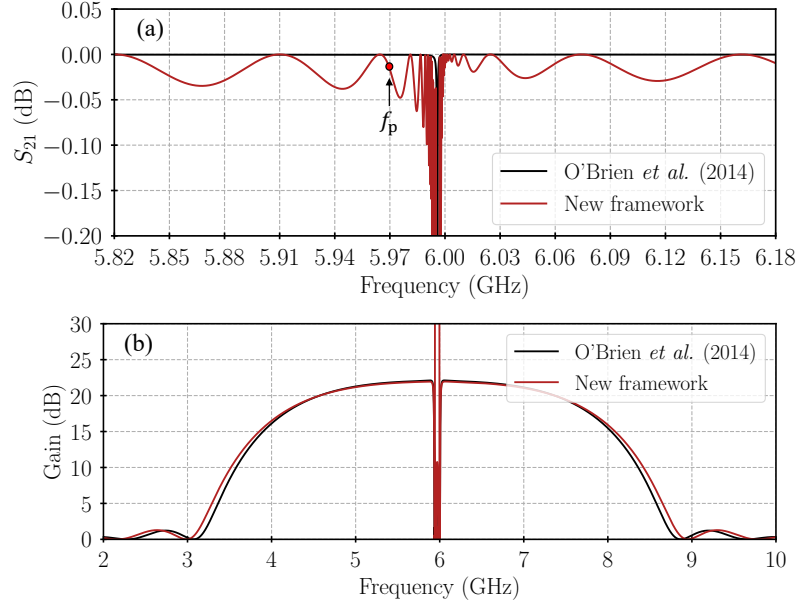 (a)
0.05
0.00
−0.05
−0.10
−0.15
−0.20
S21 (dB)
fp
O'Brien et al. (2014)
New framework
5.82 5.85 5.88 5.91 5.94 5.97 6.00 6.03 6.06 6.09 6.12 6.15 6.18
Frequency (GHz)
(b)
30
25
20
15
10
5
0
Gain (dB)
O'Brien et al. (2014)
New framework
2 3 4 5 6 7 8 9 10
Frequency (GHz)